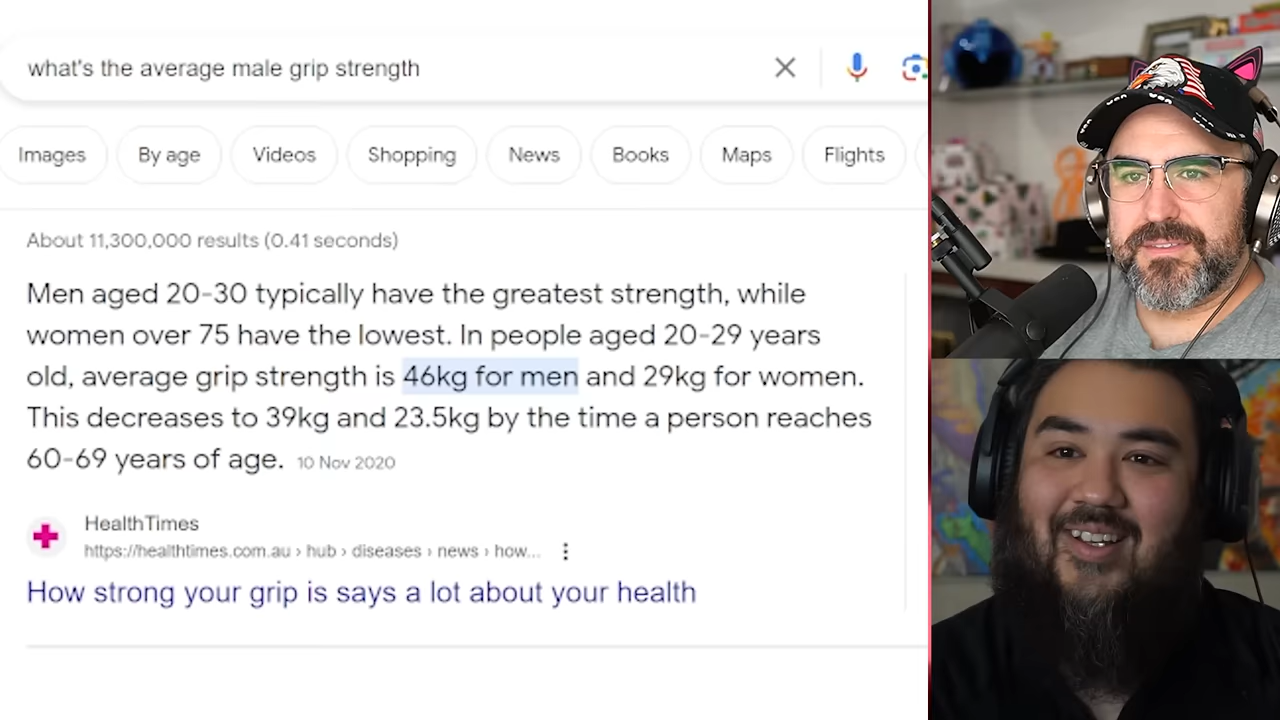 what's the average male grip strength
Images
By age
Videos
Shopping
News
Books
Maps
Flights
About 11,300,000 results (0.41 seconds)
Men aged 20-30 typically have the greatest strength, while
women over 75 have the lowest. In people aged 20-29 years
old, average grip strength is 46kg for men and 29kg for women.
This decreases to 39kg and 23.5kg by the time a person reaches
60-69 years of age. 10 Nov 2020
HealthTimes
https://healthtimes.com.au › hub › diseases › news › how...
How strong your grip is says a lot about your health